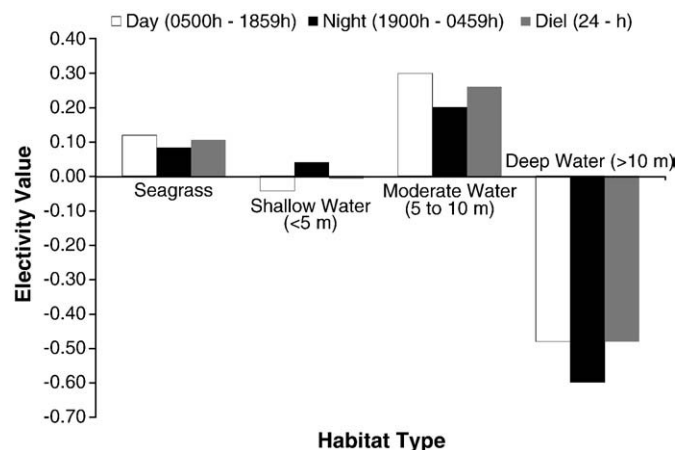 Day (0500h - 1859h) Night (1900h - 0459h) Diel (24 - h)
0.40
0.30
0.20
0.10
0.00
-0.10
-0.20
-0.30
-0.40
-0.50
-0.60
-0.70
Electivity Value
Seagrass
Shallow Water
(<5 m)
Moderate Water
(5 to 10 m)
Deep Water (>10 m)
Habitat Type